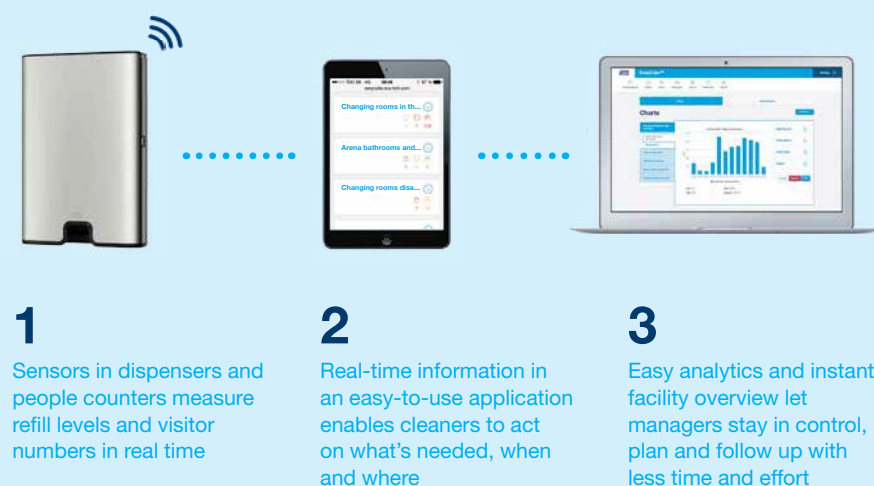 Changing rooms in th...
Arena bathrooms and...
Changing rooms disa...
Charts
1
Sensors in dispensers and
people counters measure
refill levels and visitor
numbers in real time
2
Real-time information in
an easy-to-use application
enables cleaners to act
on what's needed, when
and where
3
Easy analytics and instant
facility overview let
managers stay in control,
plan and follow up with
less time and effort